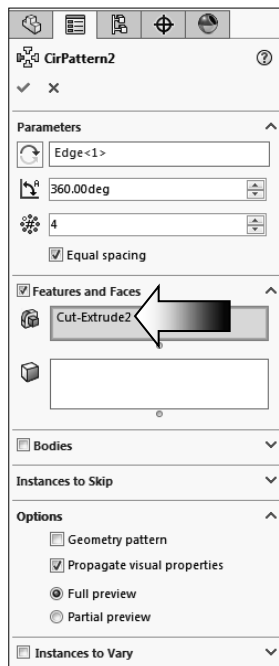 CirPattern2
Parameters
Edge<1>
360.00deg
4
Equal spacing
Features and Faces
Cut-Extrude2
Bodies
Instances to Skip
Options
Geometry pattern
Propagate visual properties
Full preview
Partial preview
Instances to Vary